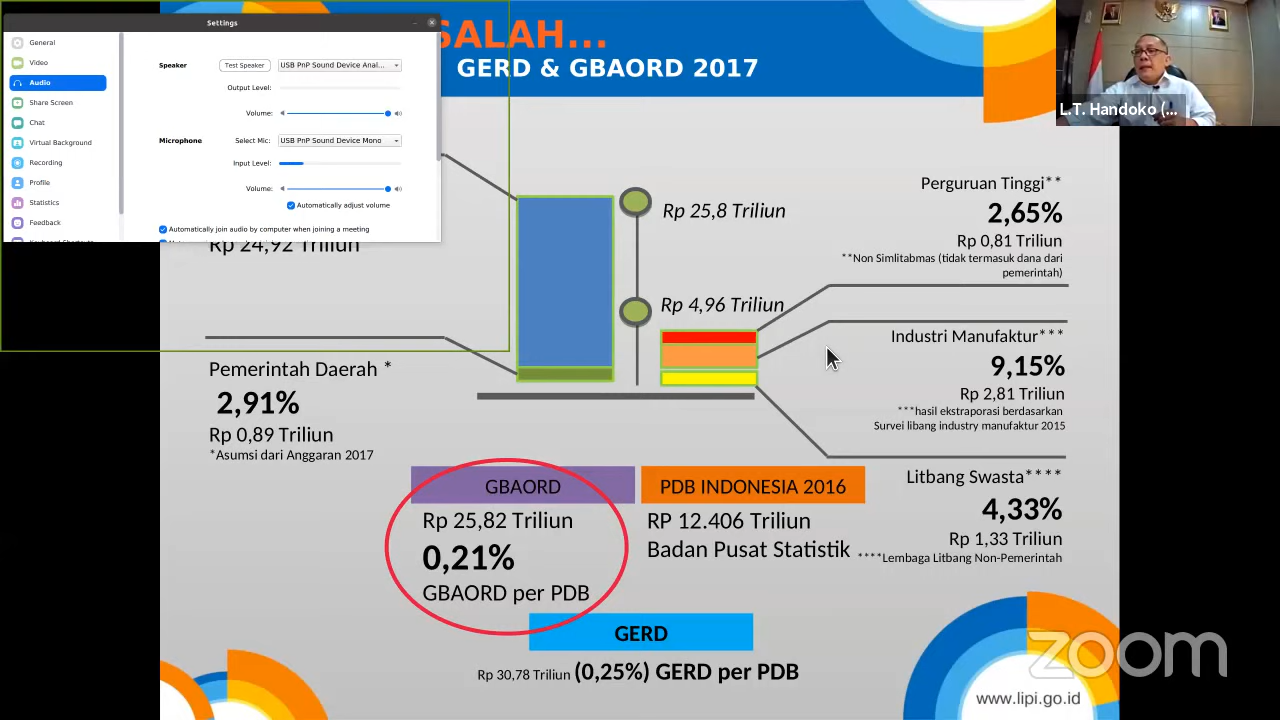 Settings
General
Video
Audio
Share Screen
Chat
Virtual Background
Recording
Profile
Statistics
Feedback
Speaker
Test Speaker
USB PnP Sound Device Anal...
Output Level:
Volume:
Microphone
Select Mic:
USB PnP Sound Device Mono
Input Level:
Volume:
Automatically adjust volume
Automatically join audio by computer when joining a meeting
SALAH...
GERD & GBAORD 2017
L.T. Handoko (...
Rp 24,92 Triliun
Pemerintah Daerah *
2,91%
Rp 0,89 Triliun
*Asumsi dari Anggaran 2017
Rp 25,8 Triliun
Rp 4,96 Triliun
Perguruan Tinggi**
2,65%
Rp 0,81 Triliun
**Non Simlitabmas (tidak termasuk dana dari
pemerintah)
Industri Manufaktur***
9,15%
Rp 2,81 Triliun
***hasil ekstraporasi berdasarkan
Survei libang industry manufaktur 2015
Litbang Swasta****
4,33%
Rp 1,33 Triliun
****Lembaga Litbang Non-Pemerintah
GBAORD
Rp 25,82 Triliun
0,21%
GBAORD per PDB
PDB INDONESIA 2016
RP 12.406 Triliun
Badan Pusat Statistik
GERD
Rp 30,78 Triliun (0,25%) GERD per PDB
zoom
www.lipi.go.id